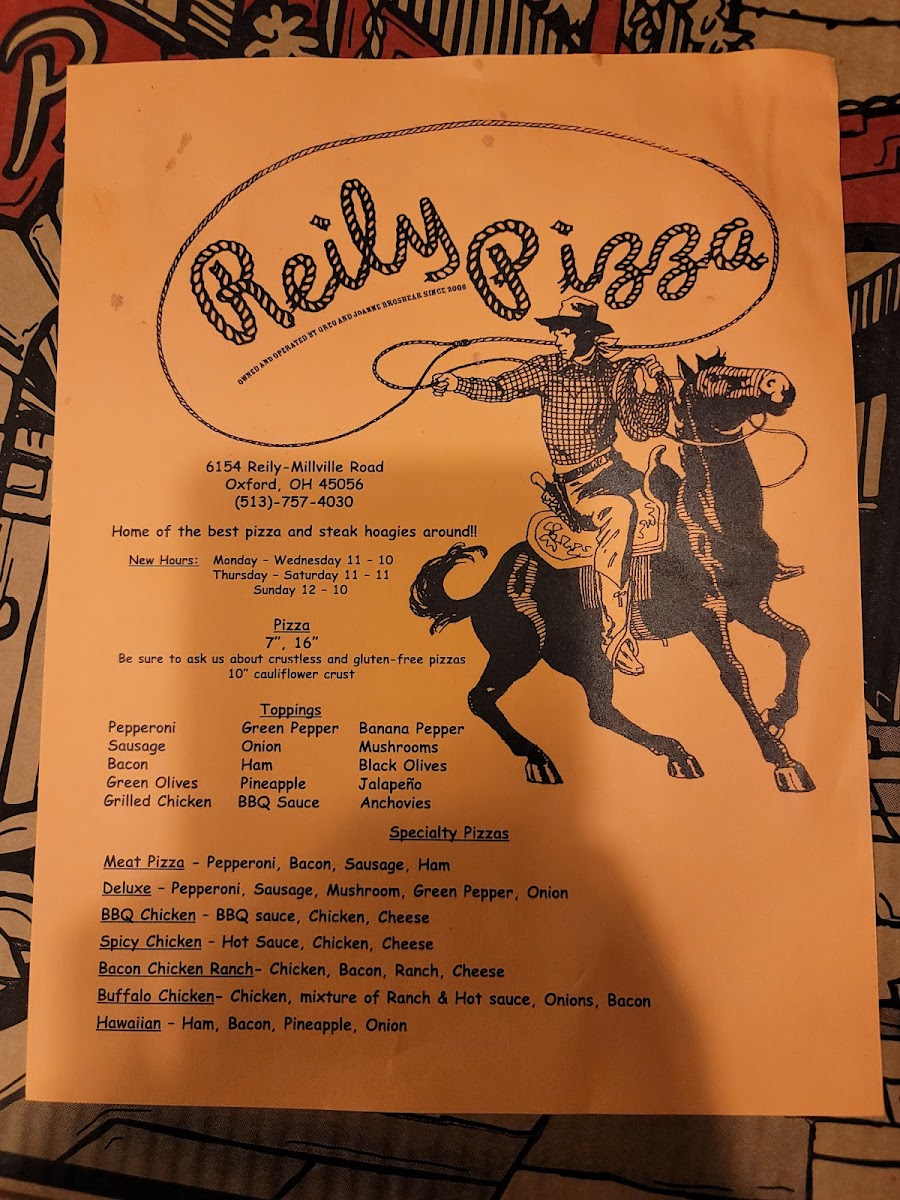 Reily Pizza
OWNED AND OPERATED BY GREG AND JOANNE BROSHEAR SINCE 2008
6154 Reily-Millville Road
Oxford, OH 45056
(513)-757-4030
Home of the best pizza and steak hoagies around!!
New Hours: Monday - Wednesday 11 - 10
Thursday - Saturday 11 - 11
Sunday 12 - 10
Pizza
7”, 16”
Be sure to ask us about crustless and gluten-free pizzas
10” cauliflower crust
Toppings
Pepperoni Green Pepper Banana Pepper
Sausage Onion Mushrooms
Bacon Ham Black Olives
Green Olives Pineapple Jalapeño
Grilled Chicken BBQ Sauce Anchovies
Specialty Pizzas
Meat Pizza - Pepperoni, Bacon, Sausage, Ham
Deluxe - Pepperoni, Sausage, Mushroom, Green Pepper, Onion
BBQ Chicken - BBQ sauce, Chicken, Cheese
Spicy Chicken - Hot Sauce, Chicken, Cheese
Bacon Chicken Ranch- Chicken, Bacon, Ranch, Cheese
Buffalo Chicken- Chicken, mixture of Ranch & Hot sauce, Onions, Bacon
Hawaiian - Ham, Bacon, Pineapple, Onion